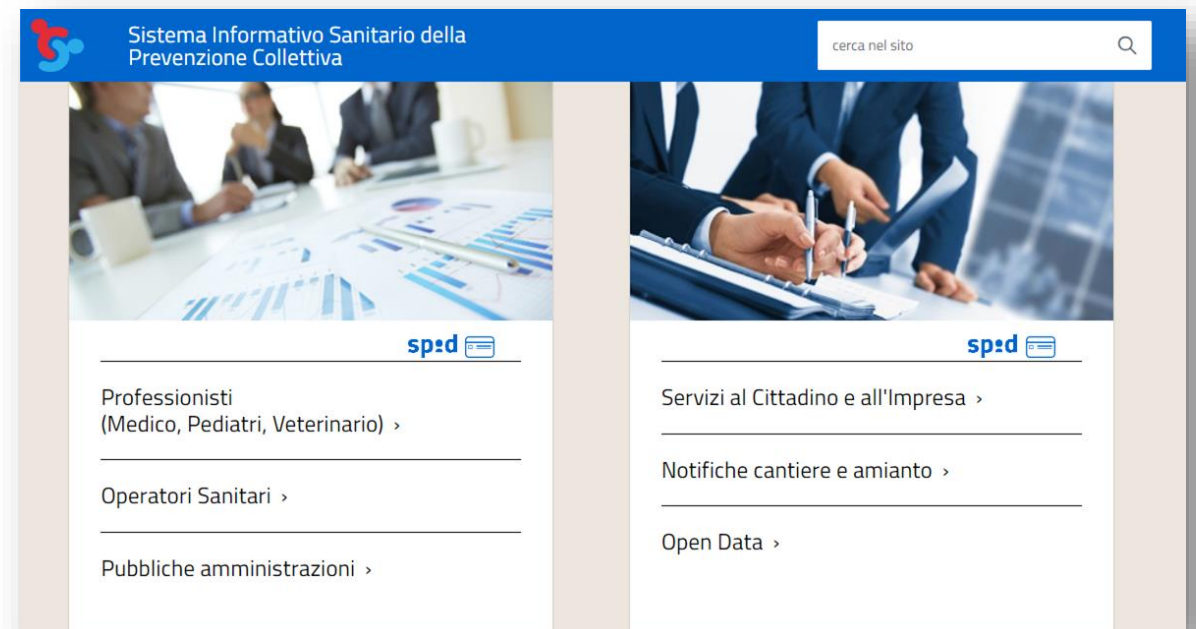 Sistema Informativo Sanitario della
Prevenzione Collettiva
cerca nel sito
spid
Professionisti
(Medico, Pediatri, Veterinario) ›
Operatori Sanitari ›
Pubbliche amministrazioni ›
spid
Servizi al Cittadino e all'Impresa ›
Notifiche cantiere e amianto ›
Open Data ›